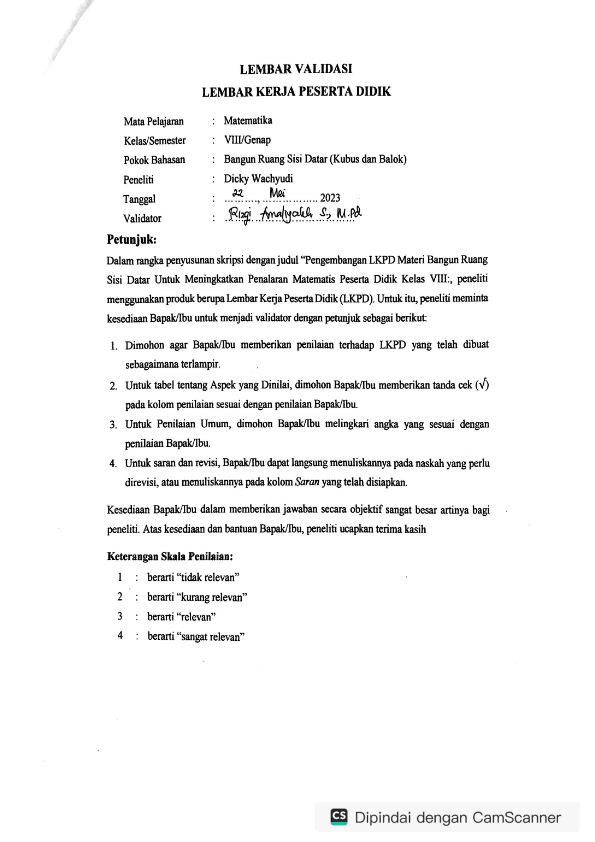 LEMBAR VALIDASI
LEMBAR KERJA PESERTA DIDIK
Mata Pelajaran : Matematika
Kelas/Semester : VIII/Genap
Pokok Bahasan : Bangun Ruang Sisi Datar (Kubus dan Balok)
Peneliti : Dicky Wachyudi
Tanggal : 22 Mei 2023
Validator : Rizgi Amaliyah S, M.Pd
Petunjuk:
Dalam rangka penyusunan skripsi dengan judul "Pengembangan LKPD Materi Bangun Ruang
Sisi Datar Untuk Meningkatkan Penalaran Matematis Peserta Didik Kelas VIII:, peneliti
menggunakan produk berupa Lembar Kerja Peserta Didik (LKPD). Untuk itu, peneliti meminta
kesediaan Bapak/Ibu untuk menjadi validator dengan petunjuk sebagai berikut:
1. Dimohon agar Bapak/Ibu memberikan penilaian terhadap LKPD yang telah dibuat
sebagaimana terlampir.
2. Untuk tabel tentang Aspek yang Dinilai, dimohon Bapak/Ibu memberikan tanda cek (√)
pada kolom penilaian sesuai dengan penilaian Bapak/Ibu.
3. Untuk Penilaian Umum, dimohon Bapak/Ibu melingkari angka yang sesuai dengan
penilaian Bapak/Ibu.
4. Untuk saran dan revisi, Bapak/Ibu dapat langsung menuliskannya pada naskah yang perlu
direvisi, atau menuliskannya pada kolom Saran yang telah disiapkan.
Kesediaan Bapak/Ibu dalam memberikan jawaban secara objektif sangat besar artinya bagi
peneliti. Atas kesediaan dan bantuan Bapak/Ibu, peneliti ucapkan terima kasih
Keterangan Skala Penilaian:
1 : berarti "tidak relevan"
2 : berarti "kurang relevan"
3 : berarti "relevan"
4 : berarti "sangat relevan"
CS Dipindai dengan CamScanner